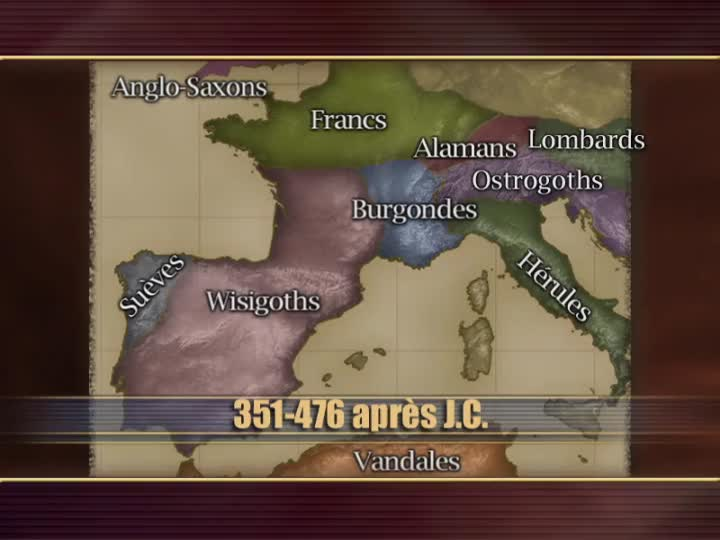 Anglo-Saxons
Francs
Alamans
Lombards
Ostrogoths
Burgondes
Suèves
Wisigoths
Hérules
351-476 après J.C.
Vandales